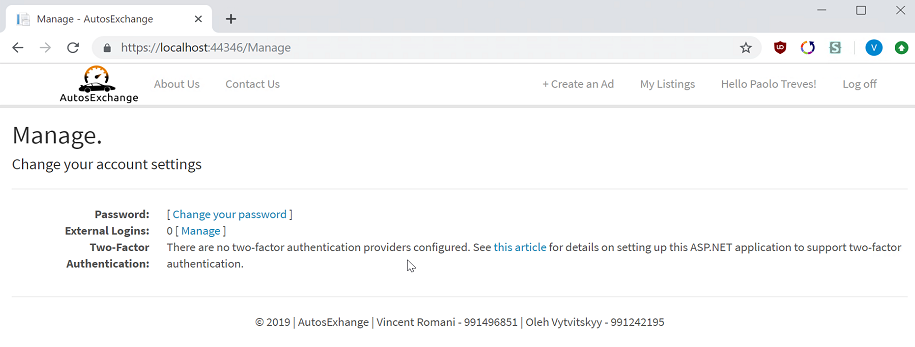 Manage - AutosExchange
https://localhost:44346/Manage
UD
S
V
AutosExchange
About Us
Contact Us
+ Create an Ad
My Listings
Hello Paolo Treves!
Log off
Manage.
Change your account settings
Password: [ Change your password ]
External Logins: 0 [ Manage ]
Two-Factor There are no two-factor authentication providers configured. See this article for details on setting up this ASP.NET application to support two-factor
Authentication: authentication.
© 2019 | AutosExhange | Vincent Romani - 991496851 | Oleh Vytvitskyy - 991242195